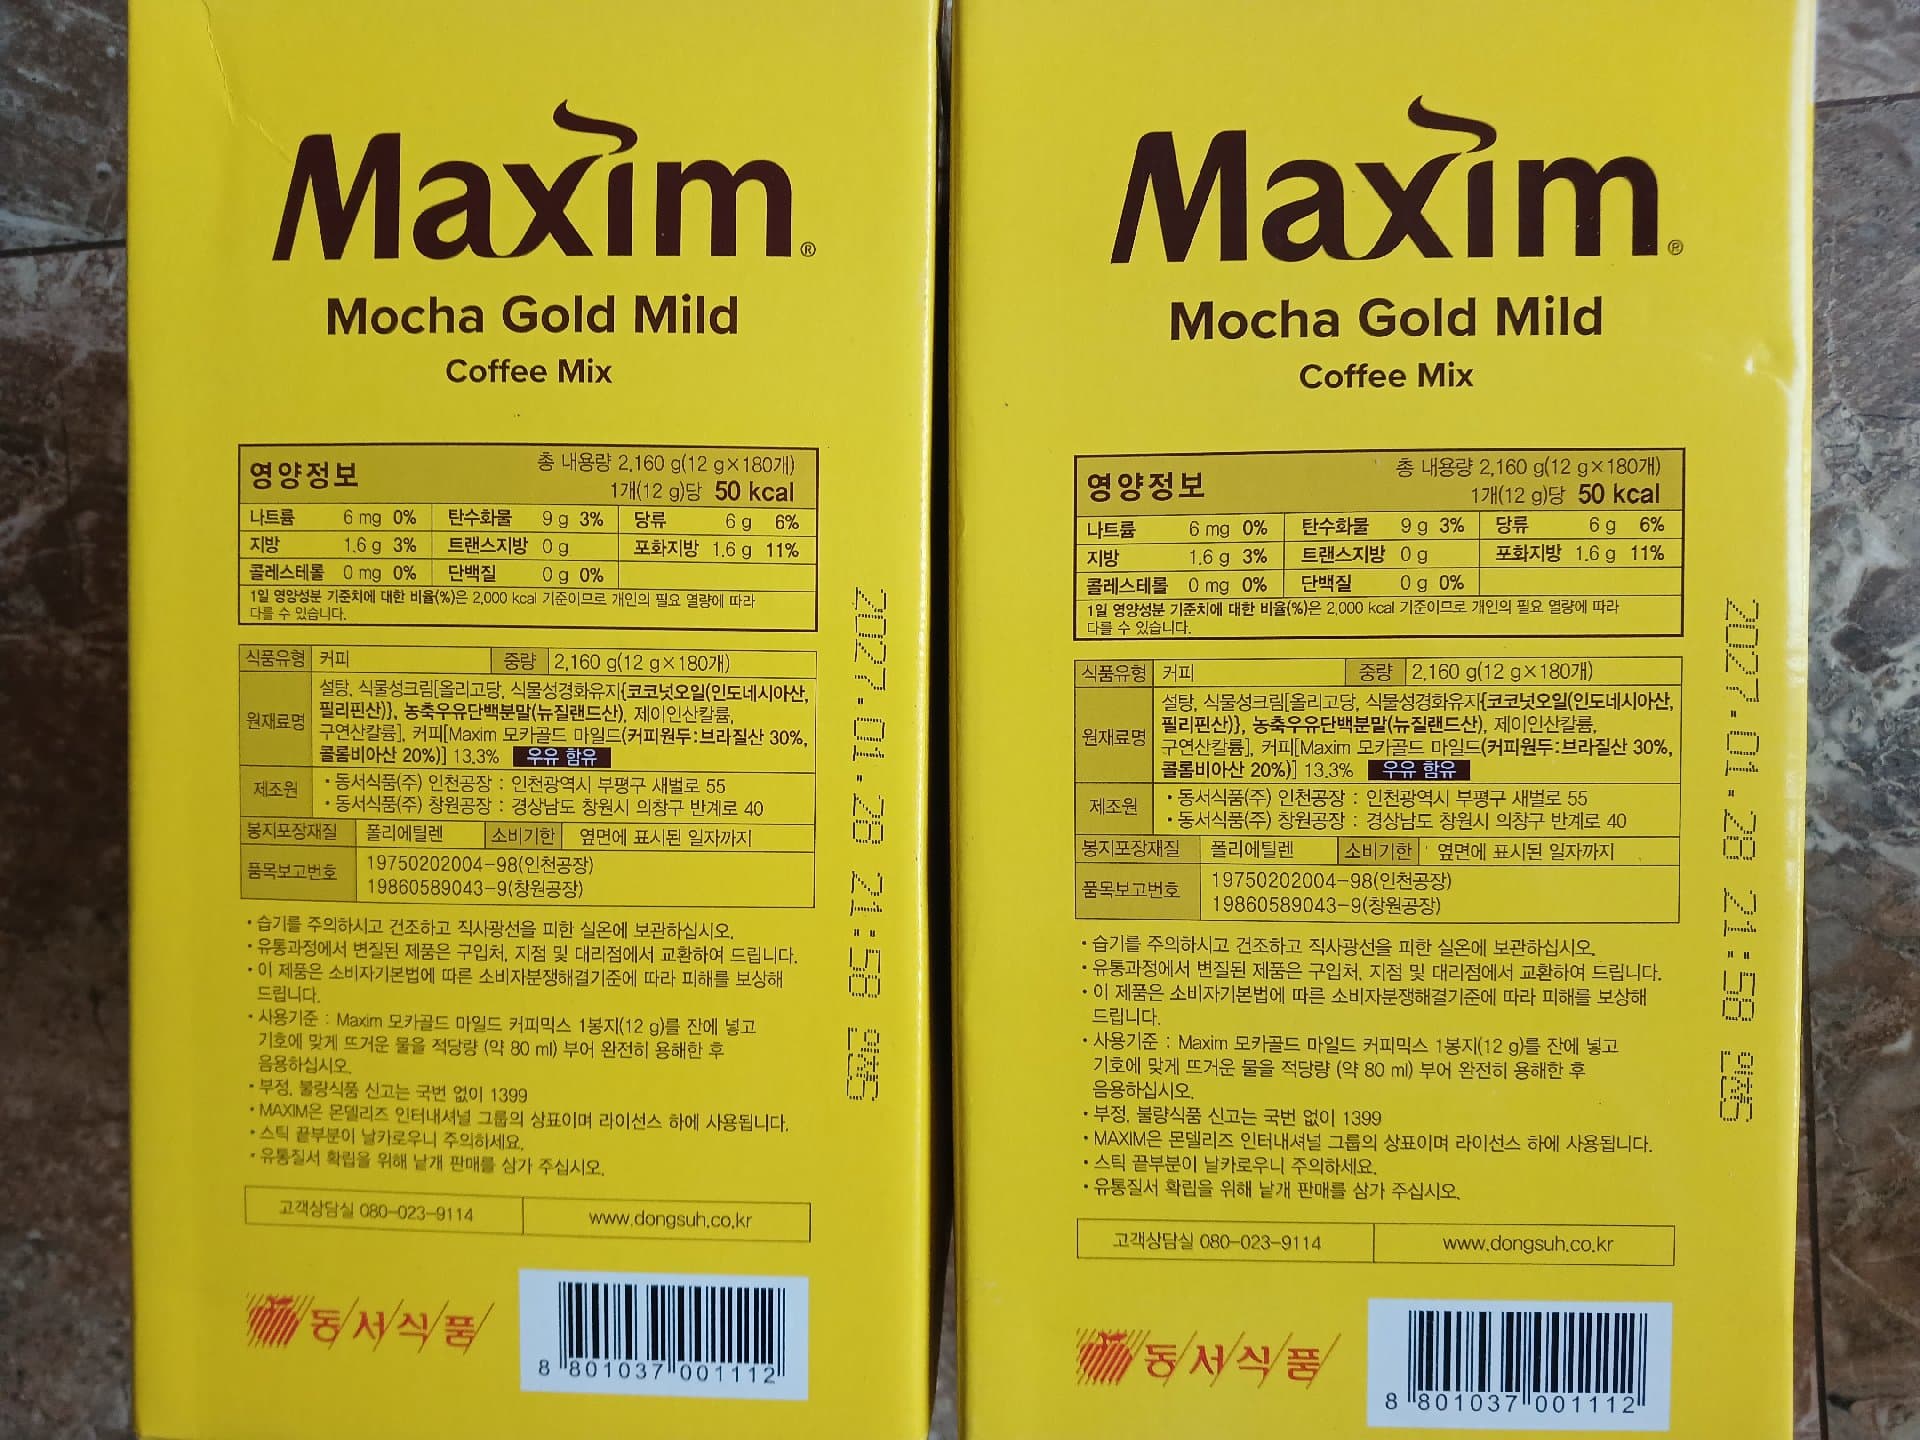 Maxim®
Mocha Gold Mild
Coffee Mix
영양정보
총 내용량 2,160 g(12 g×180개)
1개(12 g)당 50 kcal
나트륨 6 mg 0% 탄수화물 9 g 3% 당류 6 g 6%
지방 1.6 g 3% 트랜스지방 0 g 포화지방 1.6 g 11%
콜레스테롤 0 mg 0% 단백질 0 g 0%
1일 영양성분 기준치에 대한 비율(%)은 2,000 kcal 기준이므로 개인의 필요 열량에 따라
다를 수 있습니다.
식품유형 커피 중량 2,160 g(12 g×180개)
원재료명
설탕, 식물성크림[올리고당, 식물성경화유지{코코넛오일(인도네시아산,
필리핀산)}, 농축우유단백분말(뉴질랜드산), 제이인산칼륨,
구연산칼륨], 커피[Maxim 모카골드 마일드(커피원두:브라질산 30%,
콜롬비아산 20%)] 13.3% 우유 함유
제조원
• 동서식품(주) 인천공장 : 인천광역시 부평구 새벌로 55
• 동서식품(주) 창원공장 : 경상남도 창원시 의창구 반계로 40
봉지포장재질 폴리에틸렌 소비기한 옆면에 표시된 일자까지
품목보고번호
19750202004-98(인천공장)
19860589043-9(창원공장)
• 습기를 주의하시고 건조하고 직사광선을 피한 실온에 보관하십시오.
• 유통과정에서 변질된 제품은 구입처, 지점 및 대리점에서 교환하여 드립니다.
• 이 제품은 소비자기본법에 따른 소비자분쟁해결기준에 따라 피해를 보상해
드립니다.
• 사용기준 : Maxim 모카골드 마일드 커피믹스 1봉지(12 g)를 잔에 넣고
기호에 맞게 뜨거운 물을 적당량 (약 80 ml) 부어 완전히 용해한 후
음용하십시오.
• 부정, 불량식품 신고는 국번 없이 1399
• MAXIM은 몬델리즈 인터내셔널 그룹의 상표이며 라이선스 하에 사용됩니다.
• 스틱 끝부분이 날카로우니 주의하세요.
• 유통질서 확립을 위해 낱개 판매를 삼가 주십시오.
고객상담실 080-023-9114 www.dongsuh.co.kr
동서식품
8 801037 001112
2027.01.28 21:58
Maxim®
Mocha Gold Mild
Coffee Mix
영양정보
총 내용량 2,160 g(12 g×180개)
1개(12 g)당 50 kcal
나트륨 6 mg 0% 탄수화물 9 g 3% 당류 6 g 6%
지방 1.6 g 3% 트랜스지방 0 g 포화지방 1.6 g 11%
콜레스테롤 0 mg 0% 단백질 0 g 0%
1일 영양성분 기준치에 대한 비율(%)은 2,000 kcal 기준이므로 개인의 필요 열량에 따라
다를 수 있습니다.
식품유형 커피 중량 2,160 g(12 g×180개)
원재료명
설탕, 식물성크림[올리고당, 식물성경화유지{코코넛오일(인도네시아산,
필리핀산)}, 농축우유단백분말(뉴질랜드산), 제이인산칼륨,
구연산칼륨], 커피[Maxim 모카골드 마일드(커피원두:브라질산 30%,
콜롬비아산 20%)] 13.3% 우유 함유
제조원
• 동서식품(주) 인천공장 : 인천광역시 부평구 새벌로 55
• 동서식품(주) 창원공장 : 경상남도 창원시 의창구 반계로 40
봉지포장재질 폴리에틸렌 소비기한 옆면에 표시된 일자까지
품목보고번호
19750202004-98(인천공장)
19860589043-9(창원공장)
• 습기를 주의하시고 건조하고 직사광선을 피한 실온에 보관하십시오.
• 유통과정에서 변질된 제품은 구입처, 지점 및 대리점에서 교환하여 드립니다.
• 이 제품은 소비자기본법에 따른 소비자분쟁해결기준에 따라 피해를 보상해
드립니다.
• 사용기준 : Maxim 모카골드 마일드 커피믹스 1봉지(12 g)를 잔에 넣고
기호에 맞게 뜨거운 물을 적당량 (약 80 ml) 부어 완전히 용해한 후
음용하십시오.
• 부정, 불량식품 신고는 국번 없이 1399
• MAXIM은 몬델리즈 인터내셔널 그룹의 상표이며 라이선스 하에 사용됩니다.
• 스틱 끝부분이 날카로우니 주의하세요.
• 유통질서 확립을 위해 낱개 판매를 삼가 주십시오.
고객상담실 080-023-9114 www.dongsuh.co.kr
동서식품
8 801037 001112
2027.01.28 21:58